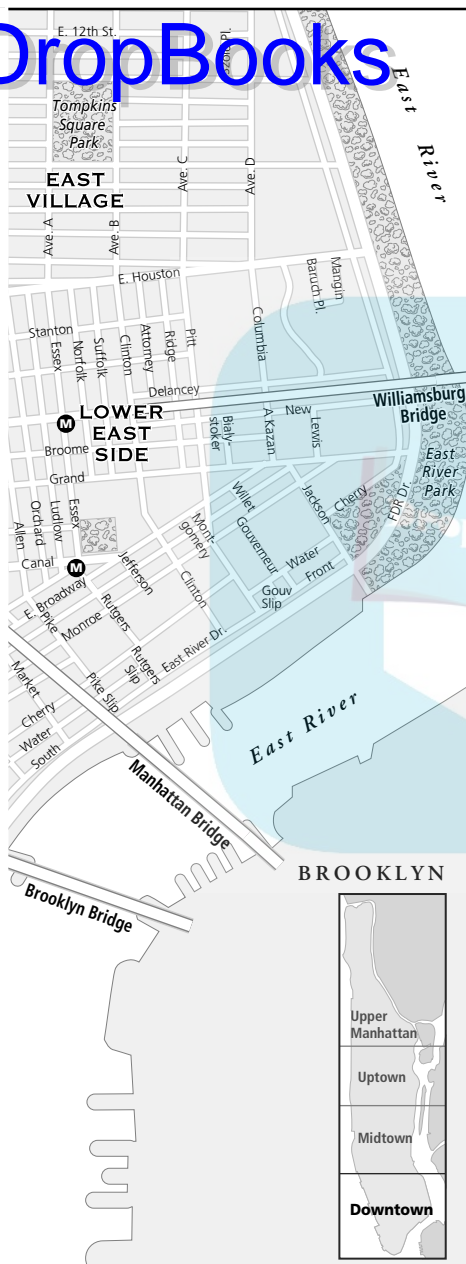 DropBooks
E. 12th St.
Szold Pl.
East River
Tompkins
Square
Park
Ave. C
Ave. D
EAST
VILLAGE
Ave. A
Ave. B
E. Houston
Mangin
Baruch Pl.
Columbia
Stanton
Essex
Norfolk
Suffolk
Clinton
Attorney
Ridge
Pitt
Delancey
Williamsburg
Bridge
M
LOWER
EAST
SIDE
New
Bialy-
stoker
A.Kazan
Lewis
Broome
Grand
East
River
Park
Willet
Jackson
Cherry
FDR Dr.
Allen
Orchard
Ludlow
Essex
Mont-
gomery
Gouverneur
Water
Front
Canal
M
Jefferson
Clinton
Gouv
Slip
E. Broadway
Pike
Monroe
Rutgers
Rutgers
Slip
East River Dr.
Market
Pike Slip
Cherry
Water
South
East River
Manhattan Bridge
BROOKLYN
Brooklyn Bridge
Upper
Manhattan
Uptown
Midtown
Downtown